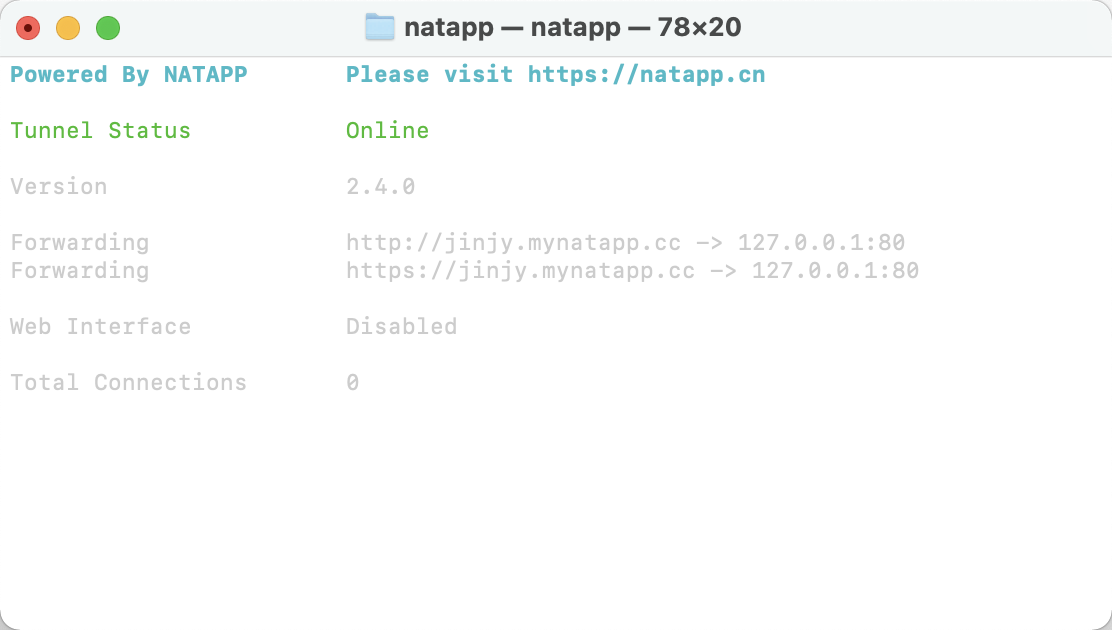 natapp — natapp — 78×20
Powered By NATAPP Please visit https://natapp.cn
Tunnel Status Online
Version 2.4.0
Forwarding http://jinjy.mynatapp.cc -> 127.0.0.1:80
Forwarding https://jinjy.mynatapp.cc -> 127.0.0.1:80
Web Interface Disabled
Total Connections 0